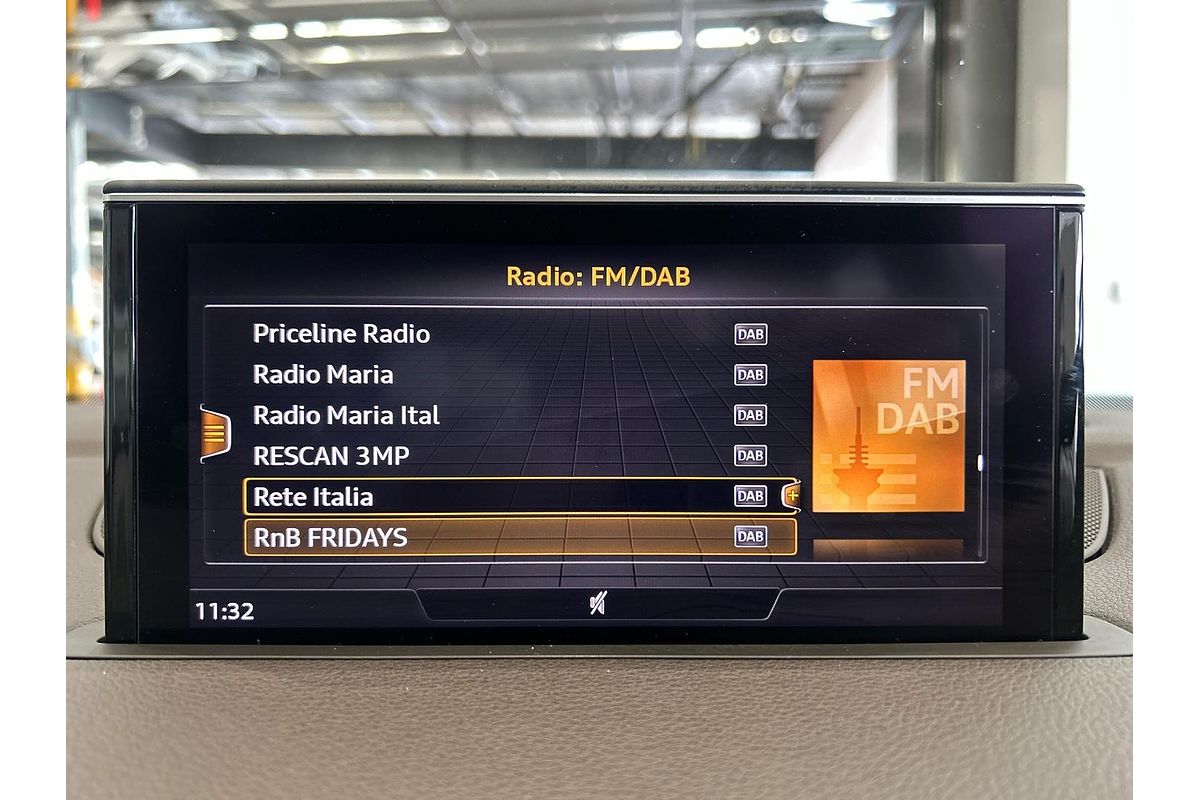 Radio: FM/DAB
Priceline Radio DAB
Radio Maria DAB
Radio Maria Ital DAB
RESCAN 3MP DAB
Rete Italia DAB
RnB FRIDAYS DAB
FM
DAB
11:32